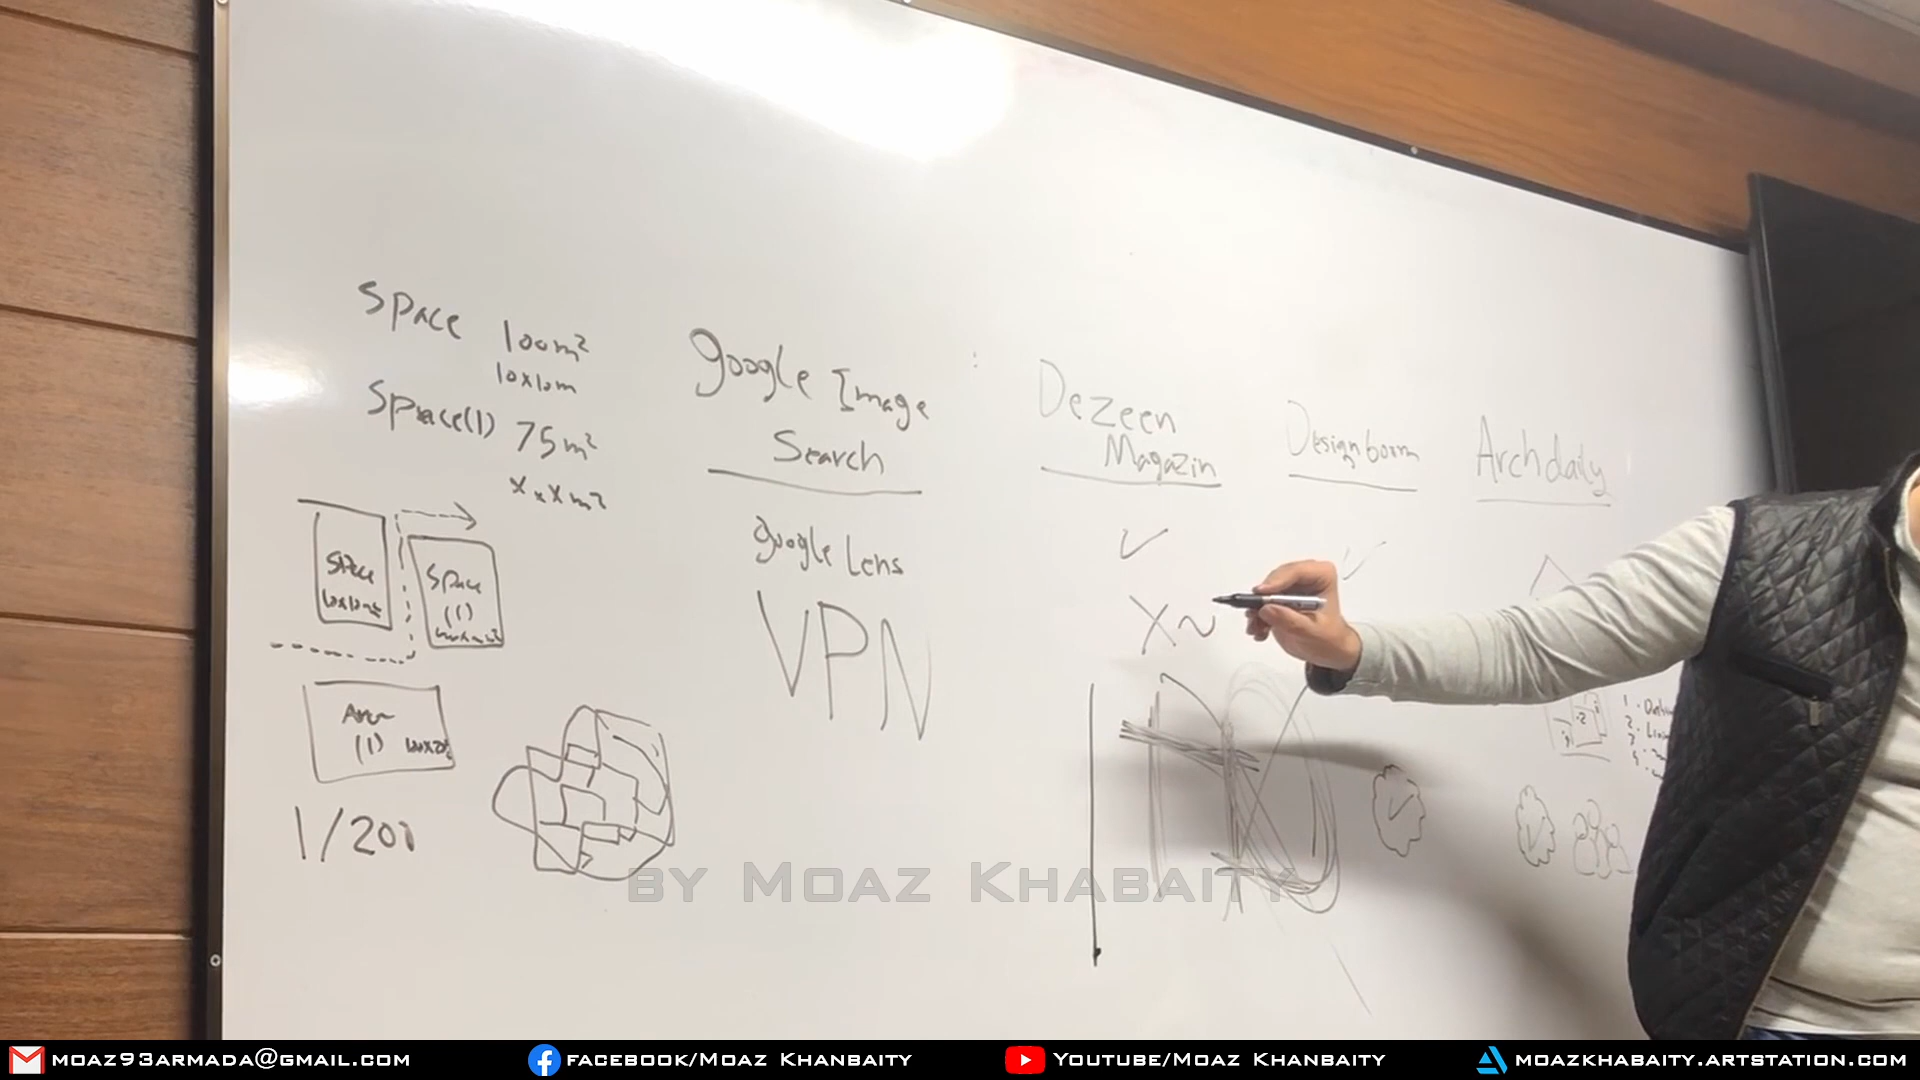 Space 100m²
10x10m
Space(1) 75m²
x x x m²
Google Image
Search
Google Lens
VPN
Dezeen
Magazin
Designboom
Archdaily
✓
✓
X ~
Space
10x10m
Space
(1)
(1)
1/200
1.
2.
by Moaz Khabaity
moaz93armada@gmail.com
facebook/Moaz Khanbaity
Youtube/Moaz Khanbaity
moazkhabaity.artstation.com